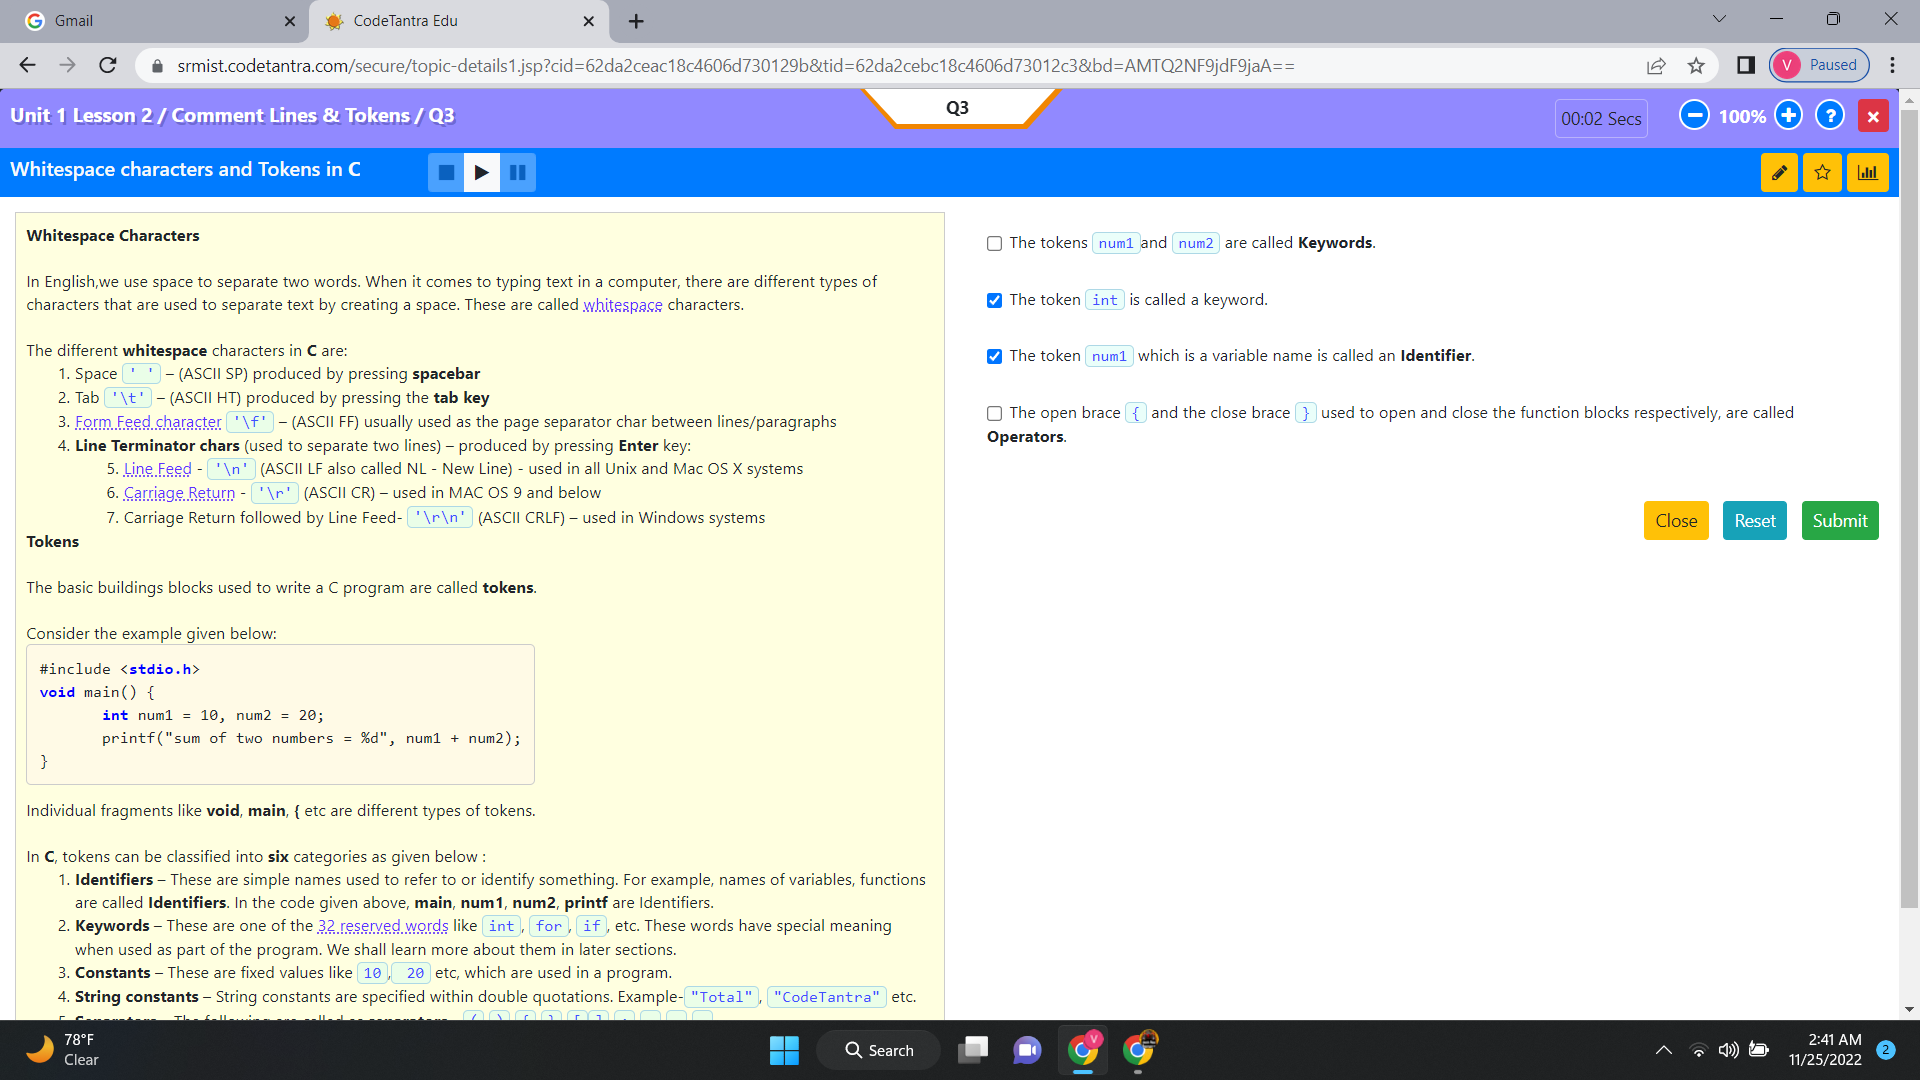 Gmail
CodeTantra Edu
srmist.codetantra.com/secure/topic-details1.jsp?cid=62da2ceac18c4606d730129b&tid=62da2cebc18c4606d73012c3&bd=AMTQ2NF9jdF9jaA==
V Paused
Unit 1 Lesson 2 / Comment Lines & Tokens / Q3
Q3
00:02 Secs
100%
?
Whitespace characters and Tokens in C
Whitespace Characters
In English,we use space to separate two words. When it comes to typing text in a computer, there are different types of
characters that are used to separate text by creating a space. These are called whitespace characters.
The different whitespace characters in C are:
1. Space ' ' – (ASCII SP) produced by pressing spacebar
2. Tab '\t' – (ASCII HT) produced by pressing the tab key
3. Form Feed character '\f' – (ASCII FF) usually used as the page separator char between lines/paragraphs
4. Line Terminator chars (used to separate two lines) – produced by pressing Enter key:
5. Line Feed - '\n' (ASCII LF also called NL - New Line) - used in all Unix and Mac OS X systems
6. Carriage Return - '\r' (ASCII CR) – used in MAC OS 9 and below
7. Carriage Return followed by Line Feed- '\r\n' (ASCII CRLF) – used in Windows systems
Tokens
The basic buildings blocks used to write a C program are called tokens.
Consider the example given below:
#include <stdio.h>
void main() {
int num1 = 10, num2 = 20;
printf("sum of two numbers = %d", num1 + num2);
}
Individual fragments like void, main, { etc are different types of tokens.
In C, tokens can be classified into six categories as given below :
1. Identifiers – These are simple names used to refer to or identify something. For example, names of variables, functions
are called Identifiers. In the code given above, main, num1, num2, printf are Identifiers.
2. Keywords – These are one of the 32 reserved words like int, for, if, etc. These words have special meaning
when used as part of the program. We shall learn more about them in later sections.
3. Constants – These are fixed values like 10, 20 etc, which are used in a program.
4. String constants – String constants are specified within double quotations. Example- "Total", "CodeTantra" etc.
The tokens num1 and num2 are called Keywords.
The token int is called a keyword.
The token num1 which is a variable name is called an Identifier.
The open brace { and the close brace } used to open and close the function blocks respectively, are called
Operators.
Close
Reset
Submit
78°F
Clear
Search
V
2:41 AM
11/25/2022
2